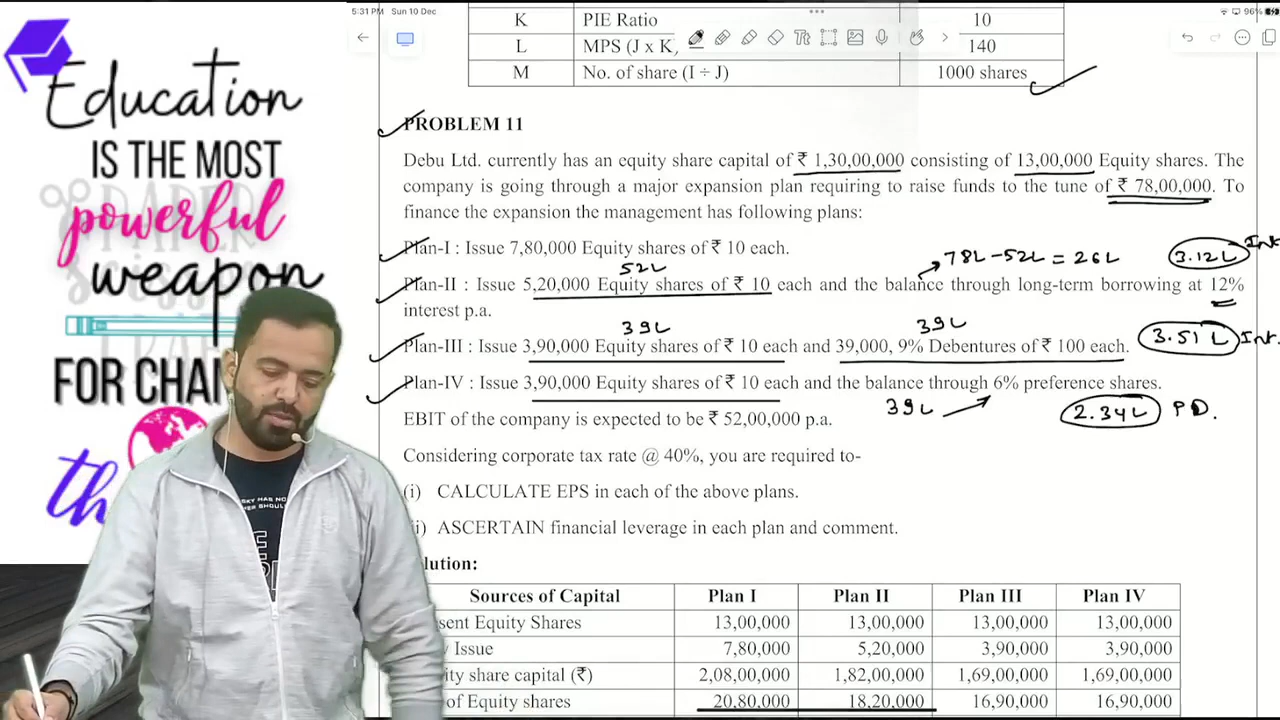 5:31 PM Sun 10 Dec
96%
K PIE Ratio 10
L MPS (J x K) 140
M No. of share (I ÷ J) 1000 shares
Education
IS THE MOST
powerful
weapon
FOR CHAN
PROBLEM 11
Debu Ltd. currently has an equity share capital of ₹ 1,30,00,000 consisting of 13,00,000 Equity shares. The
company is going through a major expansion plan requiring to raise funds to the tune of ₹ 78,00,000. To
finance the expansion the management has following plans:
Plan-I : Issue 7,80,000 Equity shares of ₹ 10 each.
52L 78L - 52L = 26L 3.12L Int
Plan-II : Issue 5,20,000 Equity shares of ₹ 10 each and the balance through long-term borrowing at 12%
interest p.a.
39L 39L 3.51L Int.
Plan-III : Issue 3,90,000 Equity shares of ₹ 10 each and 39,000, 9% Debentures of ₹ 100 each.
Plan-IV : Issue 3,90,000 Equity shares of ₹ 10 each and the balance through 6% preference shares.
39L 2.34L PD.
EBIT of the company is expected to be ₹ 52,00,000 p.a.
Considering corporate tax rate @ 40%, you are required to-
(i) CALCULATE EPS in each of the above plans.
i) ASCERTAIN financial leverage in each plan and comment.
lution:
Sources of Capital Plan I Plan II Plan III Plan IV
sent Equity Shares 13,00,000 13,00,000 13,00,000 13,00,000
Issue 7,80,000 5,20,000 3,90,000 3,90,000
ity share capital (₹) 2,08,00,000 1,82,00,000 1,69,00,000 1,69,00,000
of Equity shares 20,80,000 18,20,000 16,90,000 16,90,000